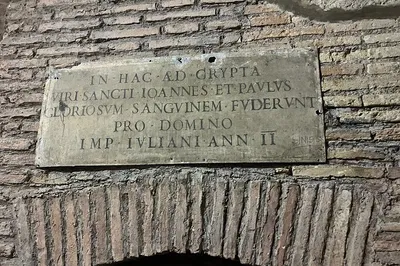 IN · HAC · AD · CRYPTA
VIRI SANCTI IOANNES · ET PAVLVS
GLORIOSVM · SANGVINEM · FVDERVNT
PRO · DOMINO
IMP · IVLIANI · ANN · II